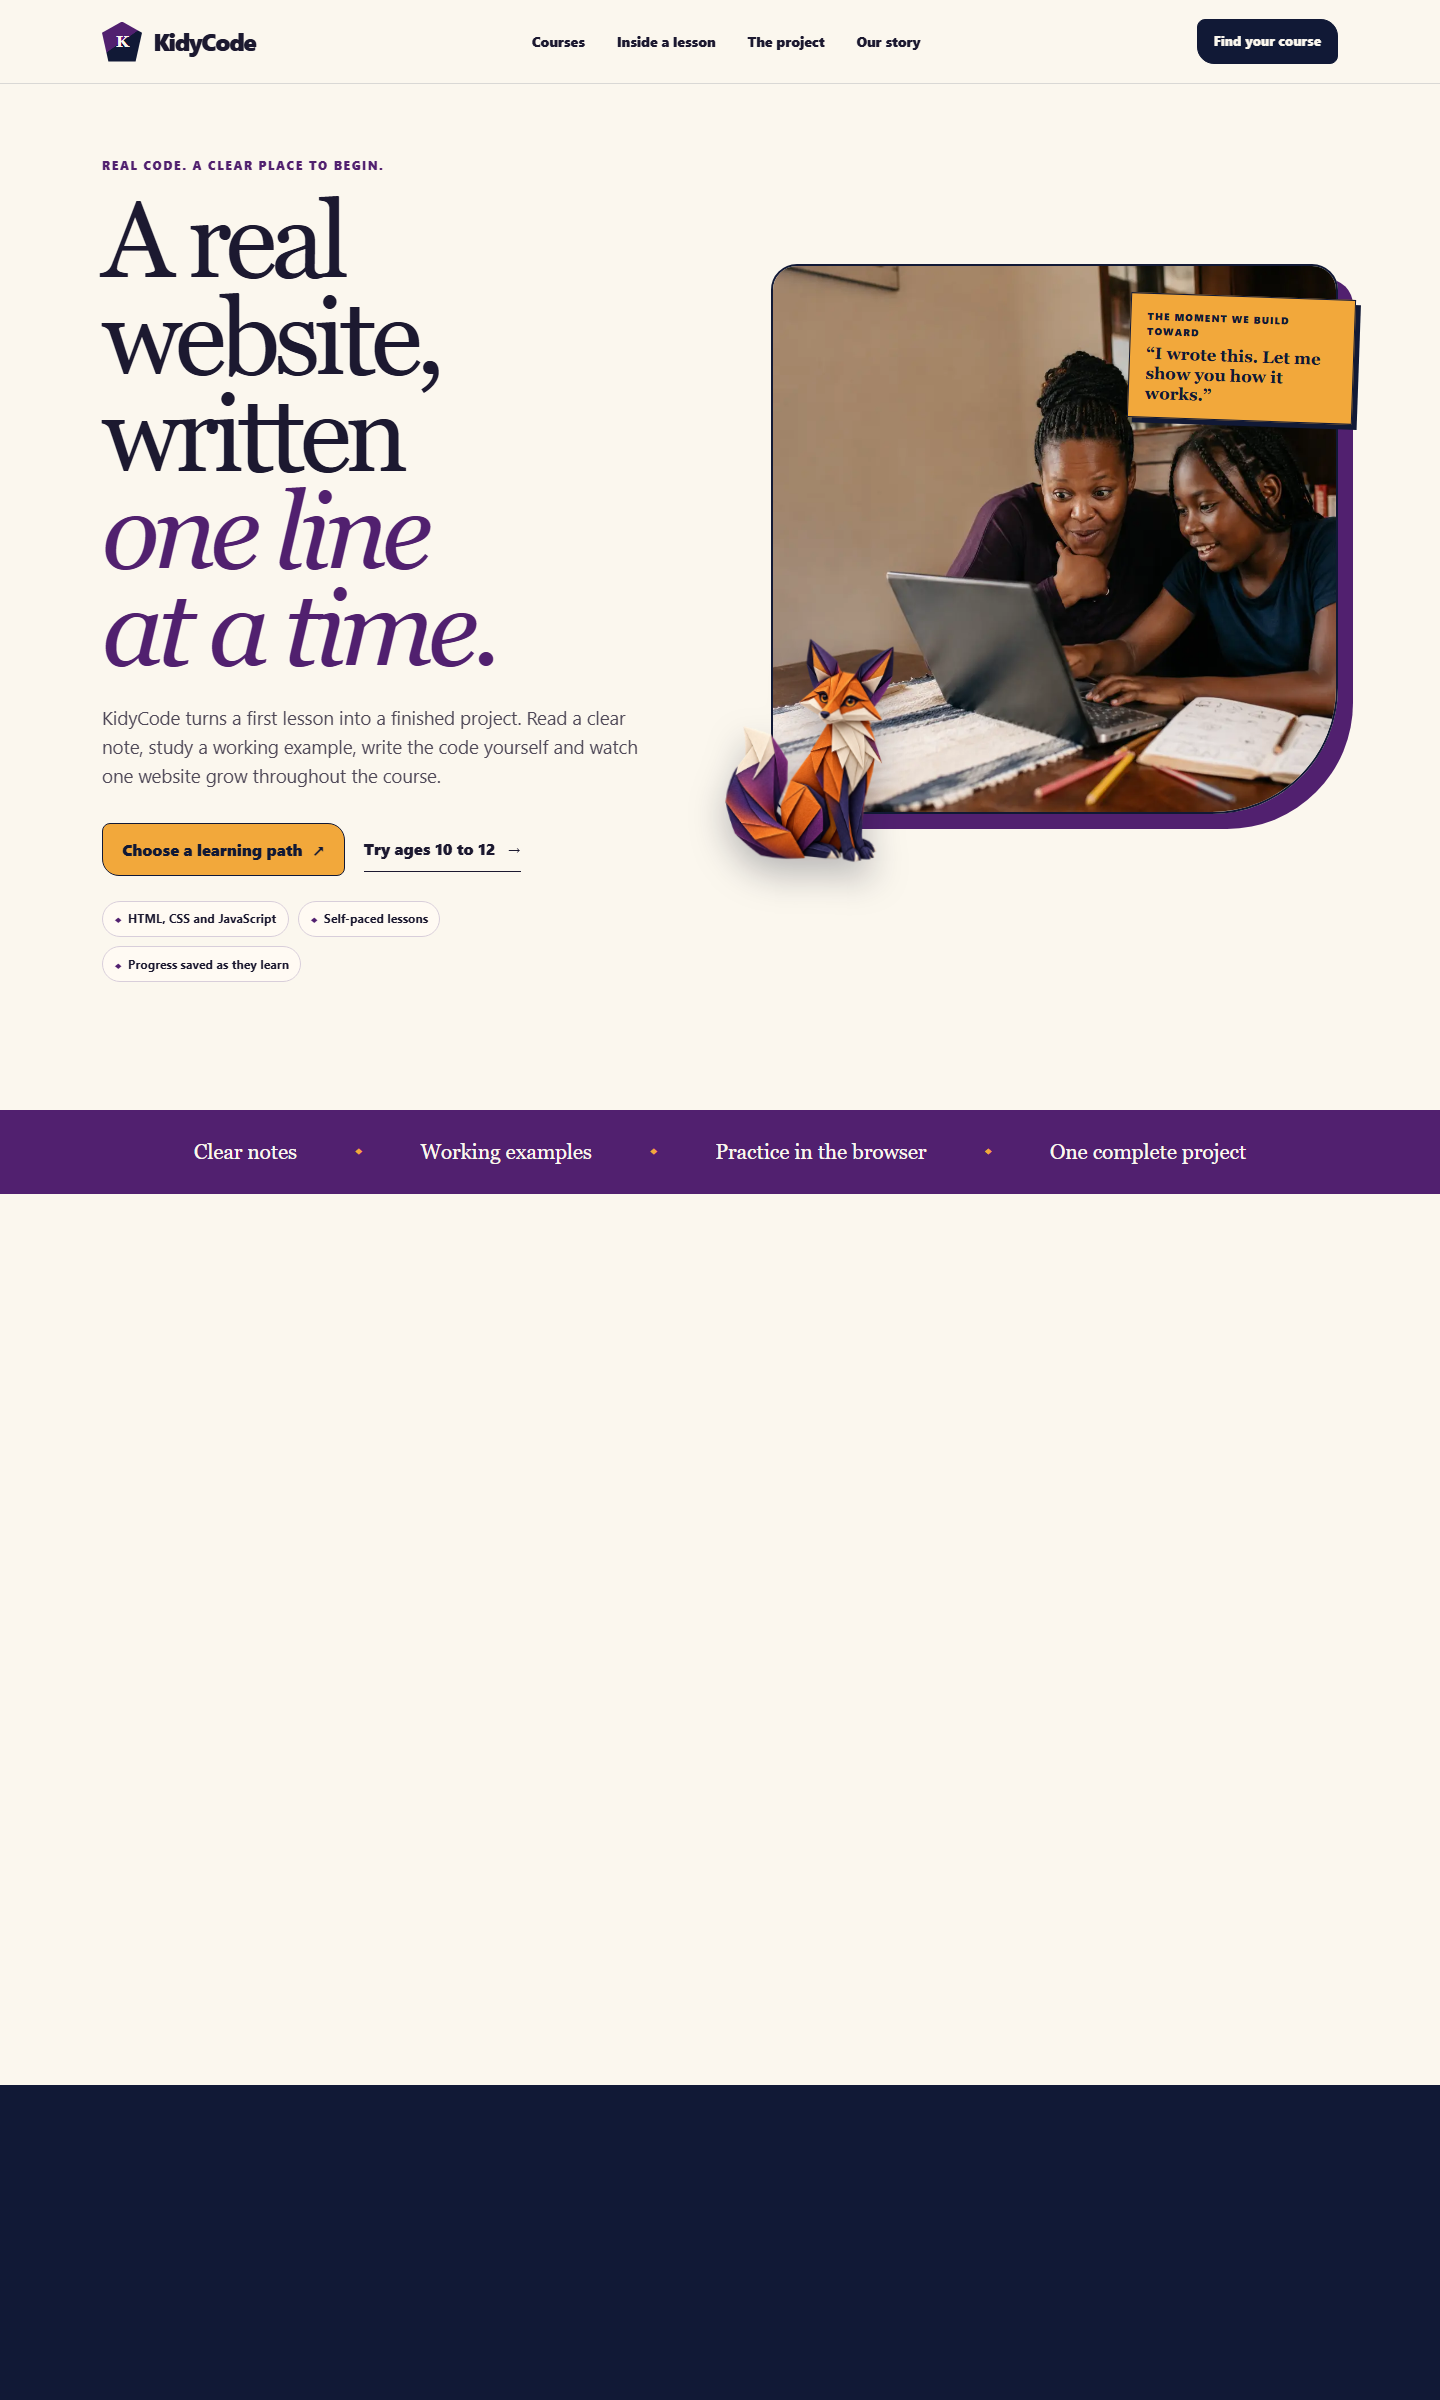 K
KidyCode
Courses
Inside a lesson
The project
Our story
Find your course
REAL CODE. A CLEAR PLACE TO BEGIN.
A real
website,
written
one line
at a time.
KidyCode turns a first lesson into a finished project. Read a clear
note, study a working example, write the code yourself and watch
one website grow throughout the course.
Choose a learning path ↗
Try ages 10 to 12 →
HTML, CSS and JavaScript
Self-paced lessons
Progress saved as they learn
THE MOMENT WE BUILD
TOWARD
“I wrote this. Let me
show you how it
works.”
Clear notes
Working examples
Practice in the browser
One complete project